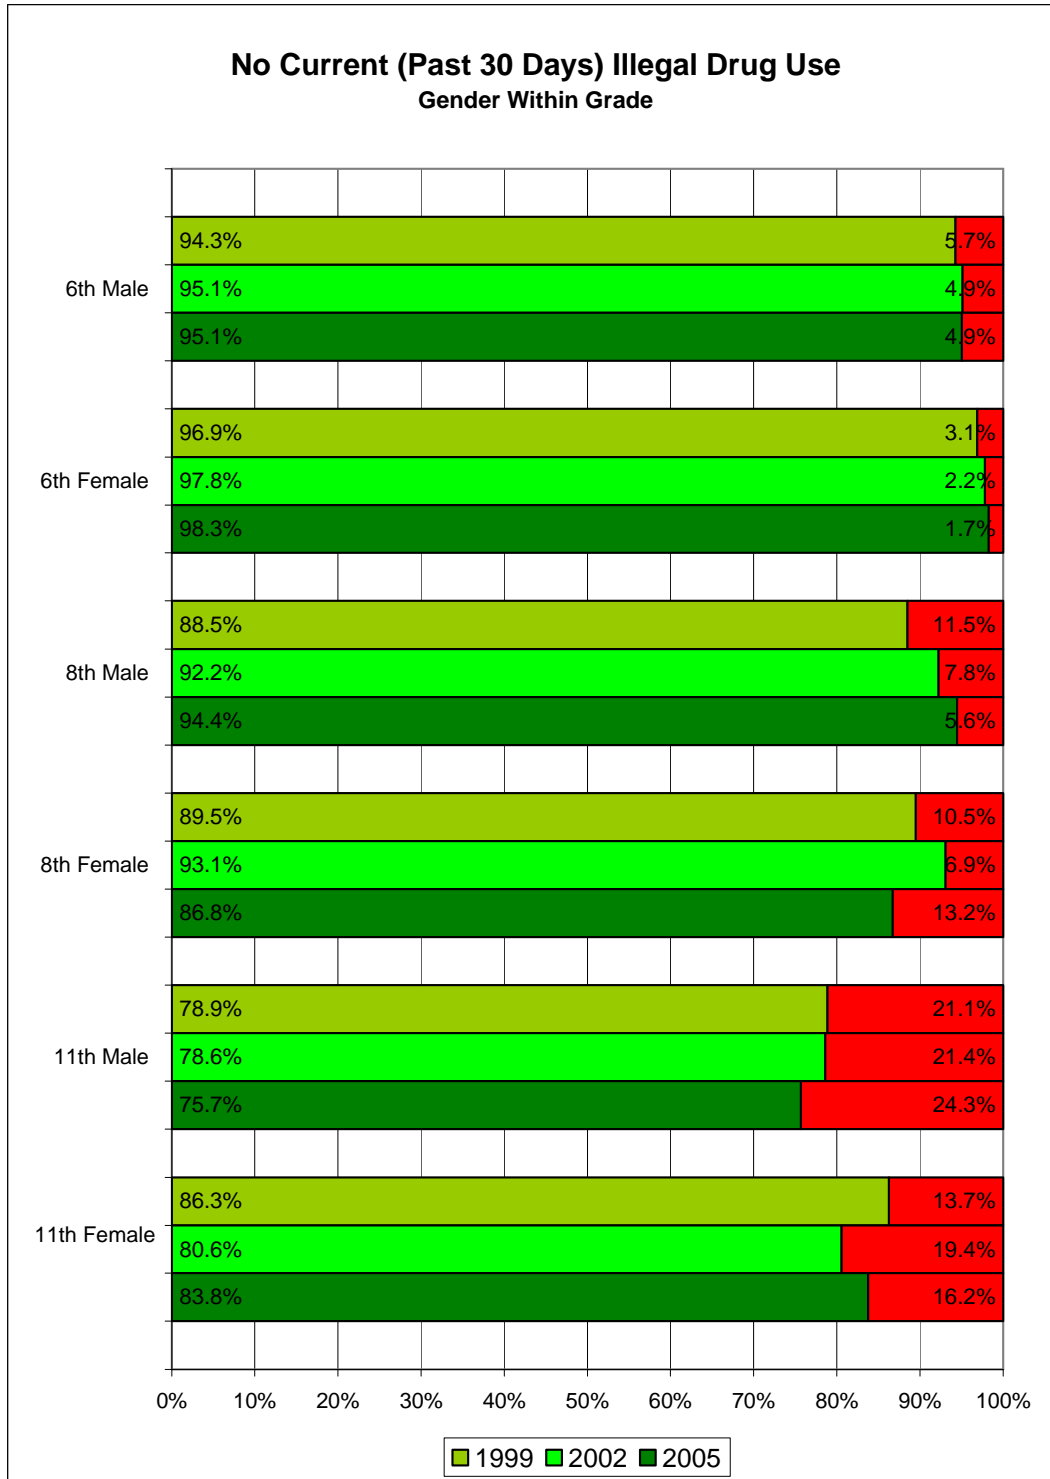 No Current (Past 30 Days) Illegal Drug Use
Gender Within Grade
94.3% 5.7%
6th Male 95.1% 4.9%
95.1% 4.9%
96.9% 3.1%
6th Female 97.8% 2.2%
98.3% 1.7%
88.5% 11.5%
8th Male 92.2% 7.8%
94.4% 5.6%
89.5% 10.5%
8th Female 93.1% 6.9%
86.8% 13.2%
78.9% 21.1%
11th Male 78.6% 21.4%
75.7% 24.3%
86.3% 13.7%
11th Female 80.6% 19.4%
83.8% 16.2%
0% 10% 20% 30% 40% 50% 60% 70% 80% 90% 100%
1999 2002 2005